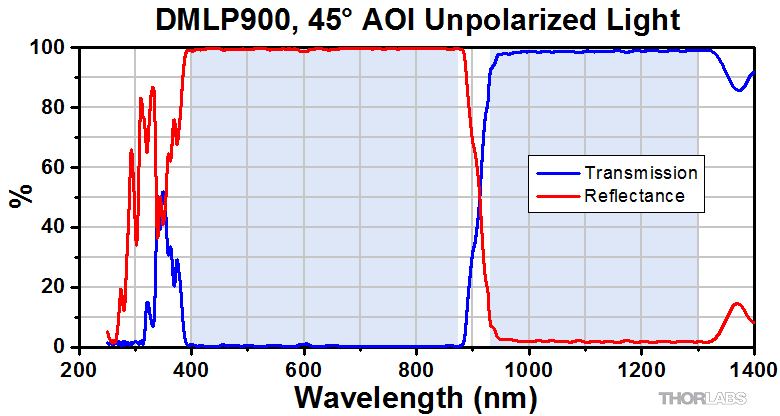 DMLP900, 45° AOI Unpolarized Light
100
80
60
40
20
0
%
Transmission
Reflectance
200 400 600 800 1000 1200 1400
Wavelength (nm)
THORLABS